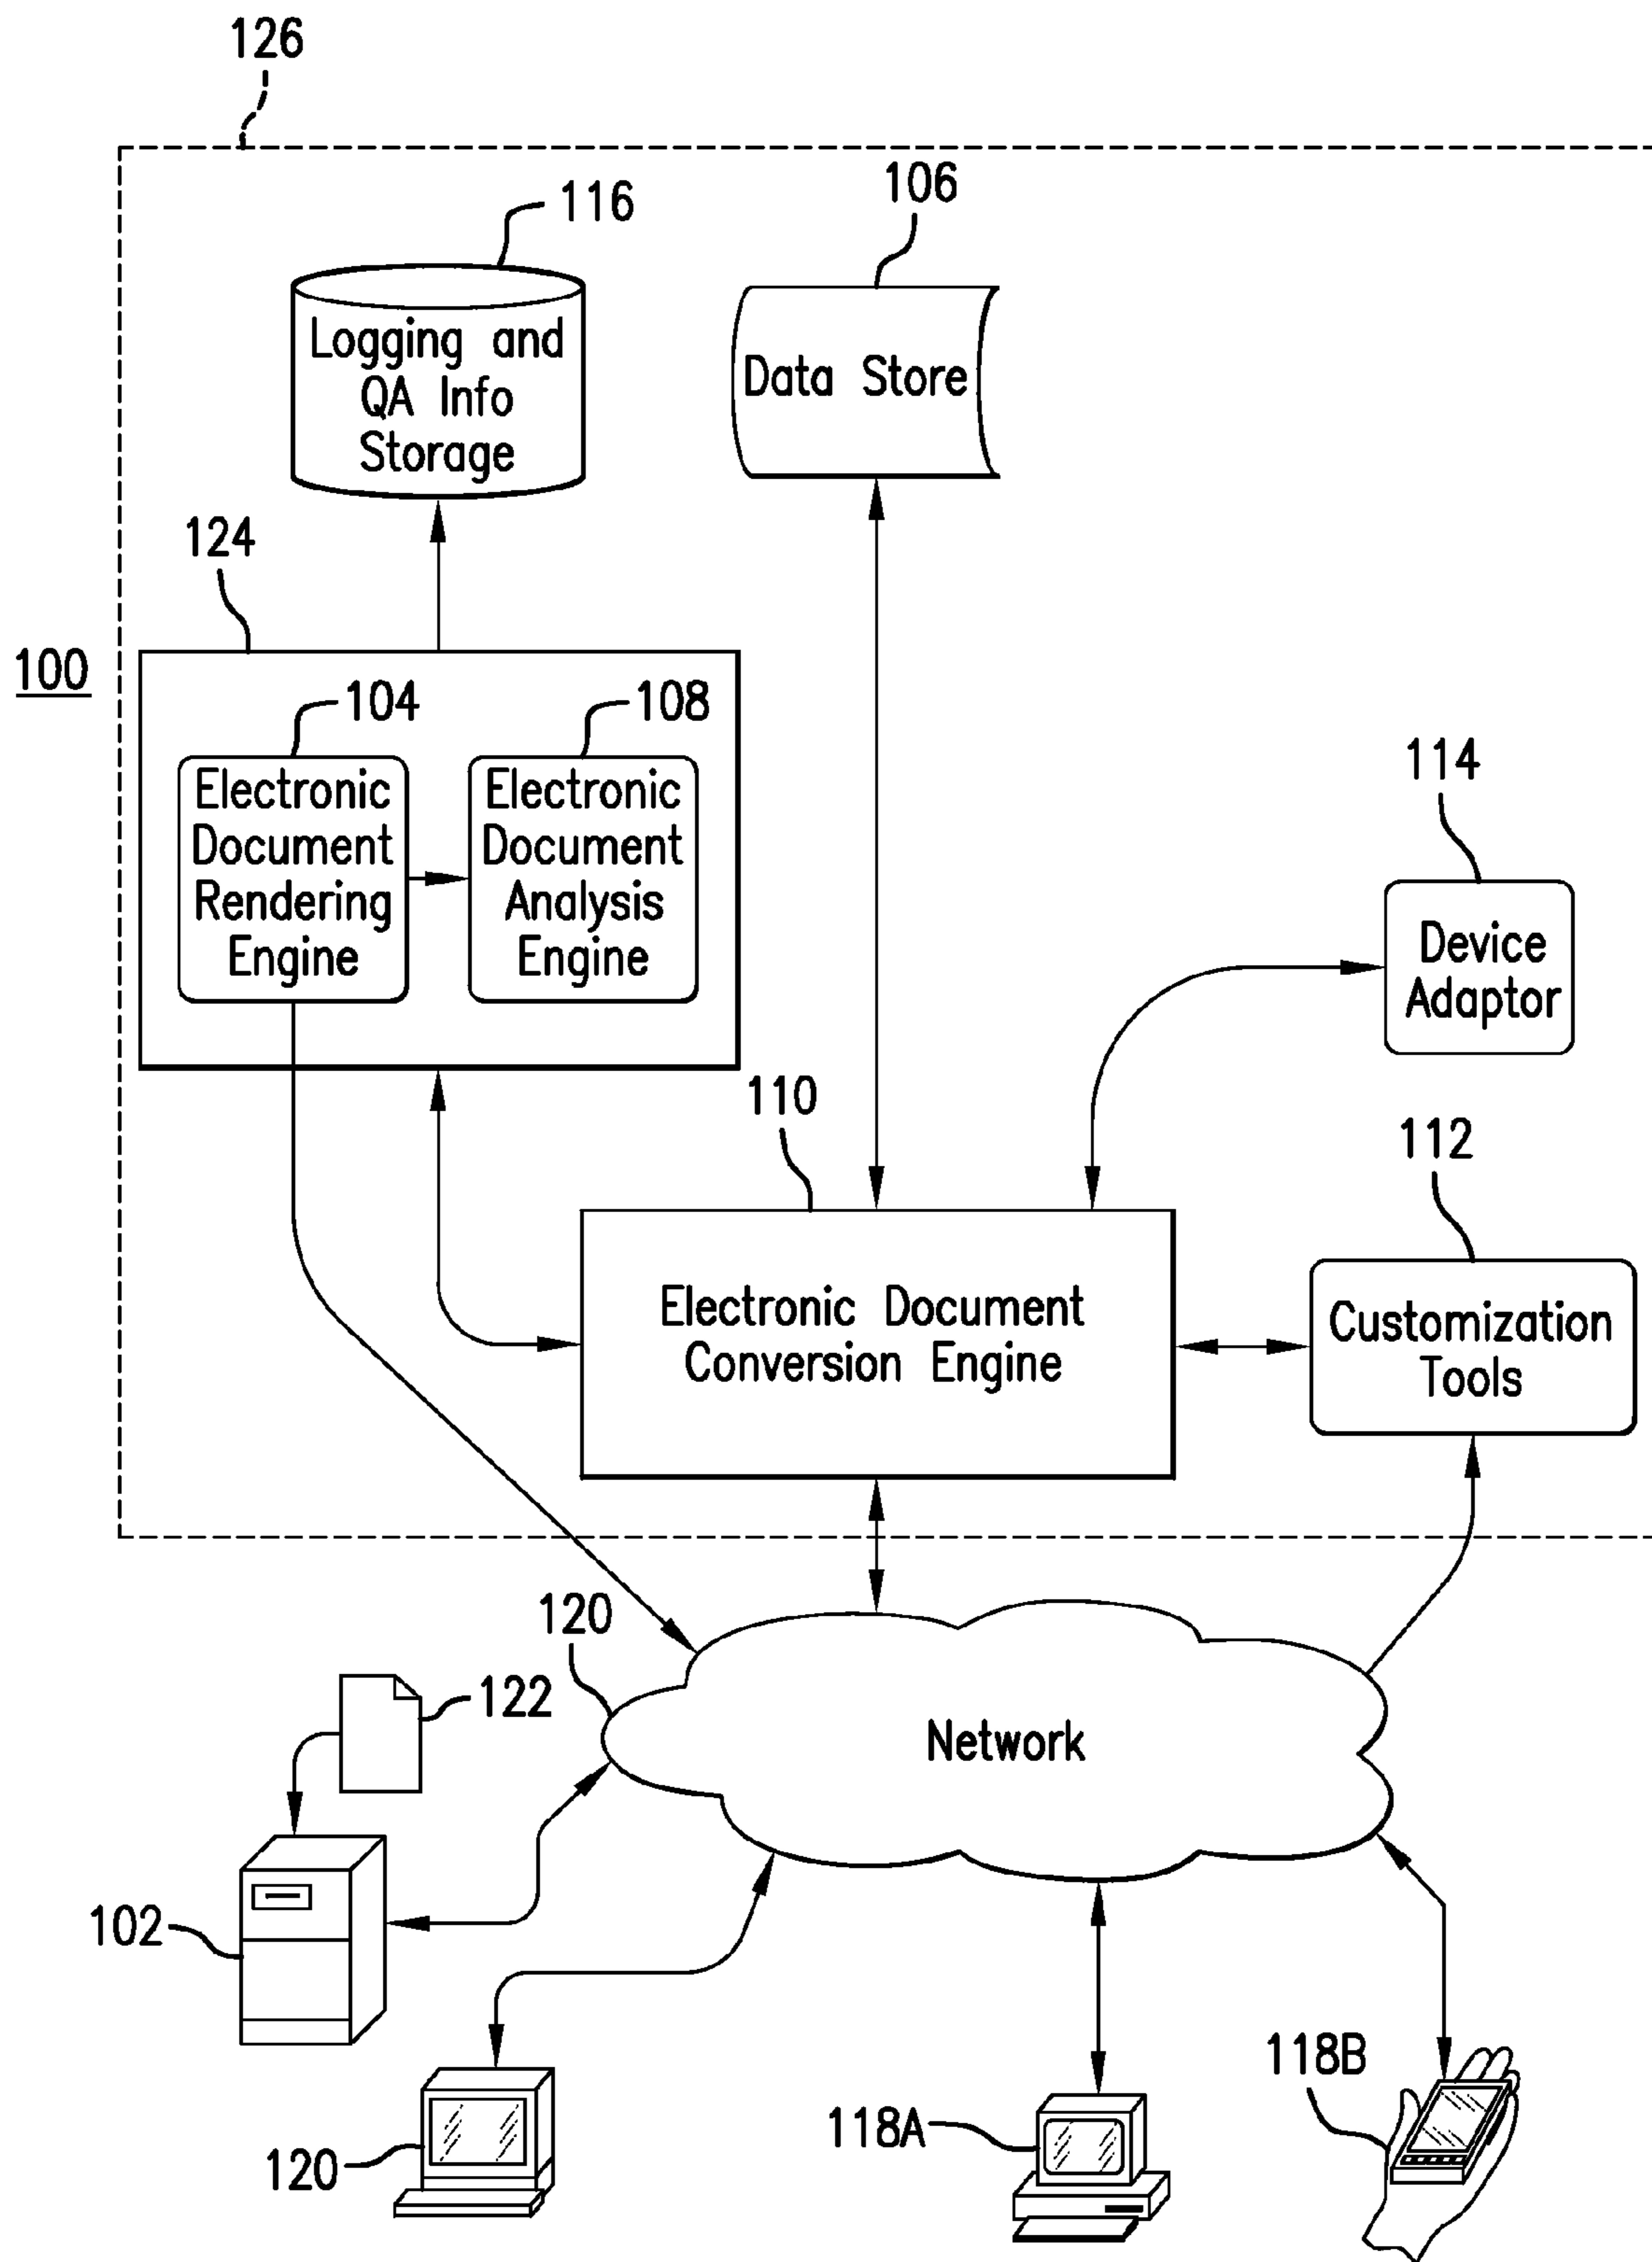 126
116
106
Logging and
QA Info
Storage
Data Store
124
100
104
108
Electronic
Document
Rendering
Engine
Electronic
Document
Analysis
Engine
114
Device
Adaptor
110
112
Electronic Document
Conversion Engine
Customization
Tools
120
122
Network
102
118B
118A
120